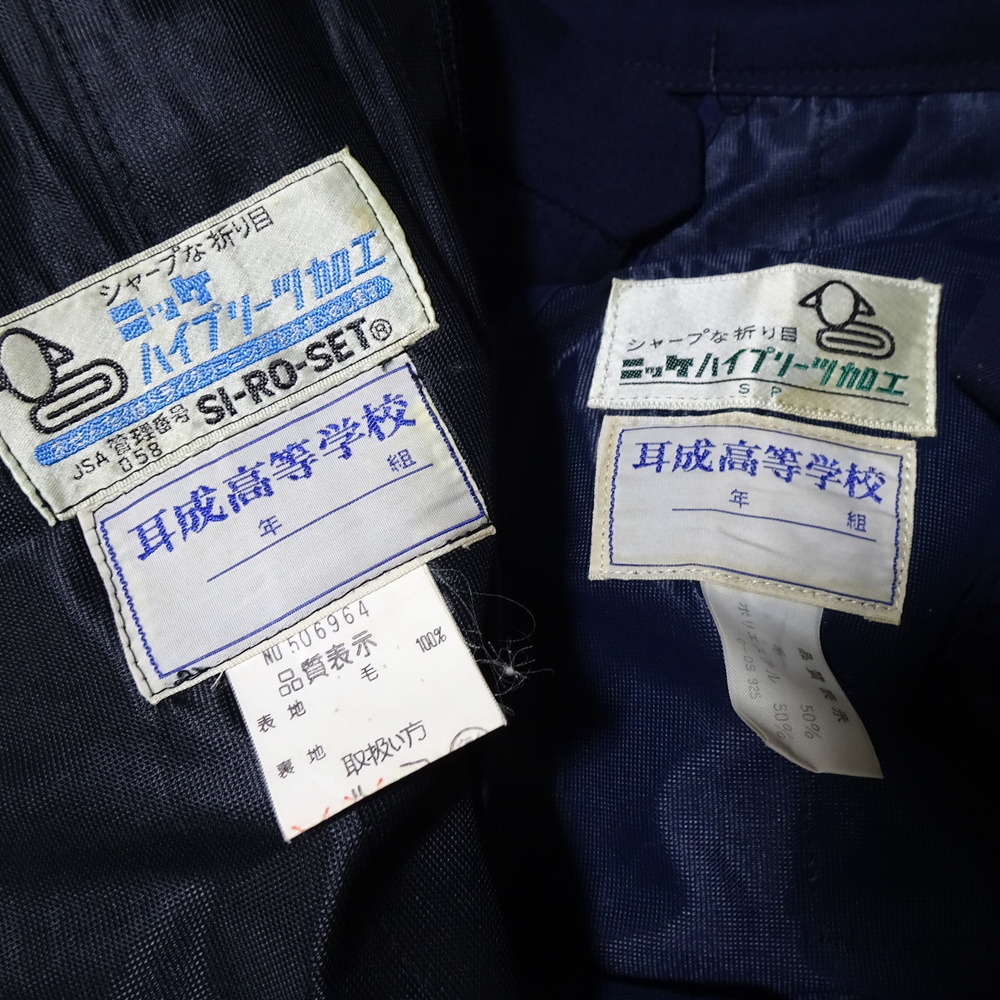 シャープな折り目
ニッケ
ハイプリーツ加工
SI-RO-SET®
JSA 管理番号
058
耳成高等学校
年 組
NO 506964
品質表示
表地 毛 100%
裏地
取扱い方
シャープな折り目
ニッケハイプリーツ加工
SP
耳成高等学校
年 組
品質表示
50%
ポリエステル 50%